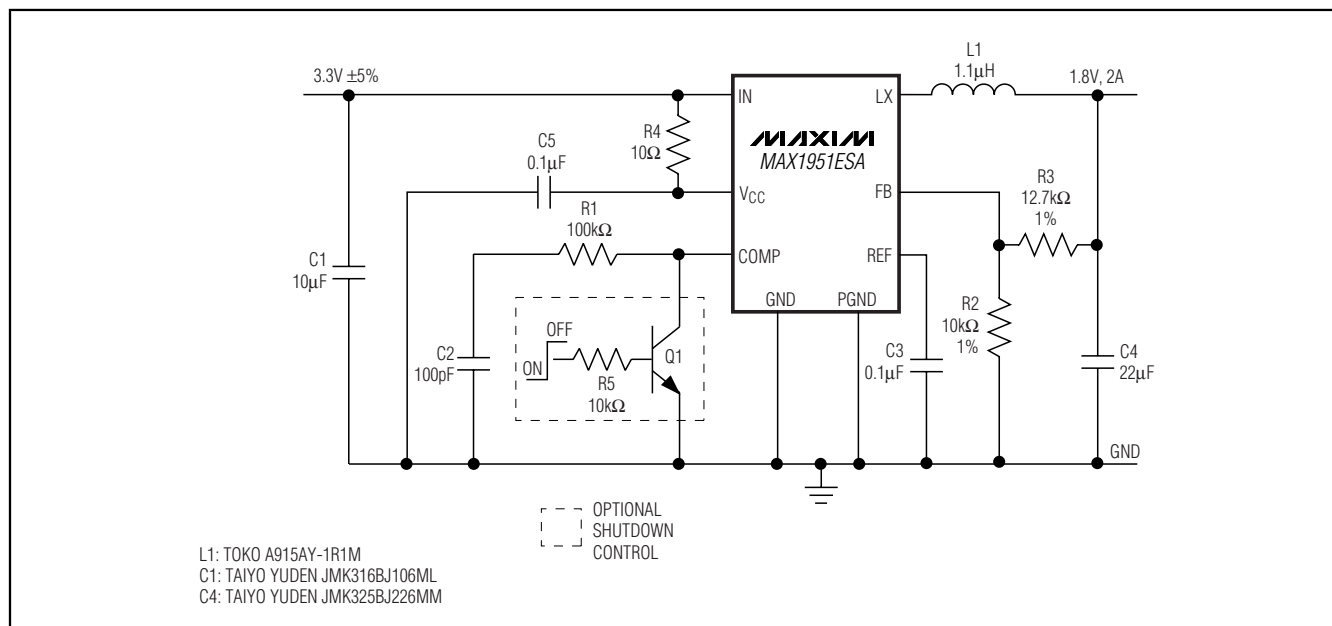 L1
1.1μH
3.3V ±5%
1.8V, 2A
IN
LX
MAXIM
MAX1951ESA
R4
10Ω
C5
0.1μF
VCC
FB
R3
12.7kΩ
1%
R1
100kΩ
COMP
REF
C1
10μF
GND
PGND
R2
10kΩ
1%
OFF
ON
Q1
R5
10kΩ
C2
100pF
C3
0.1μF
C4
22μF
GND
OPTIONAL
SHUTDOWN
CONTROL
L1: TOKO A915AY-1R1M
C1: TAIYO YUDEN JMK316BJ106ML
C4: TAIYO YUDEN JMK325BJ226MM